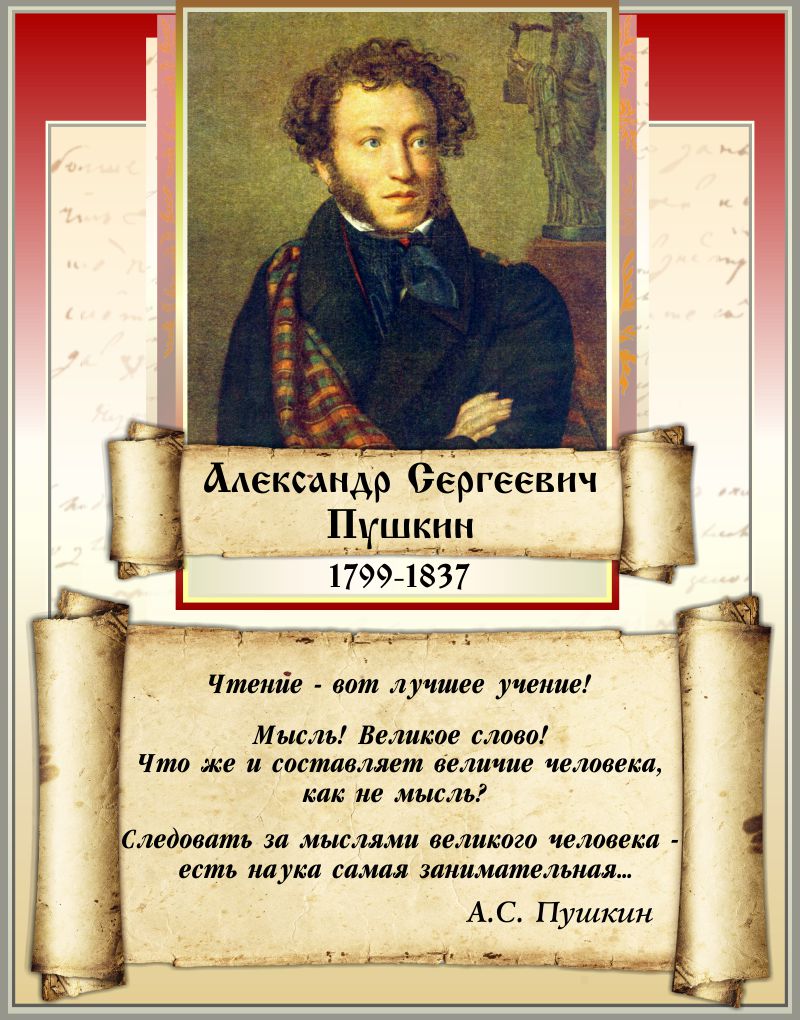 Александр Сергеевич
Пушкин
1799-1837
Чтение - вот лучшее учение!
Мысль! Великое слово!
Что же и составляет величие человека,
как не мысль?
Следовать за мыслями великого человека -
есть наука самая занимательная...
А.С. Пушкин